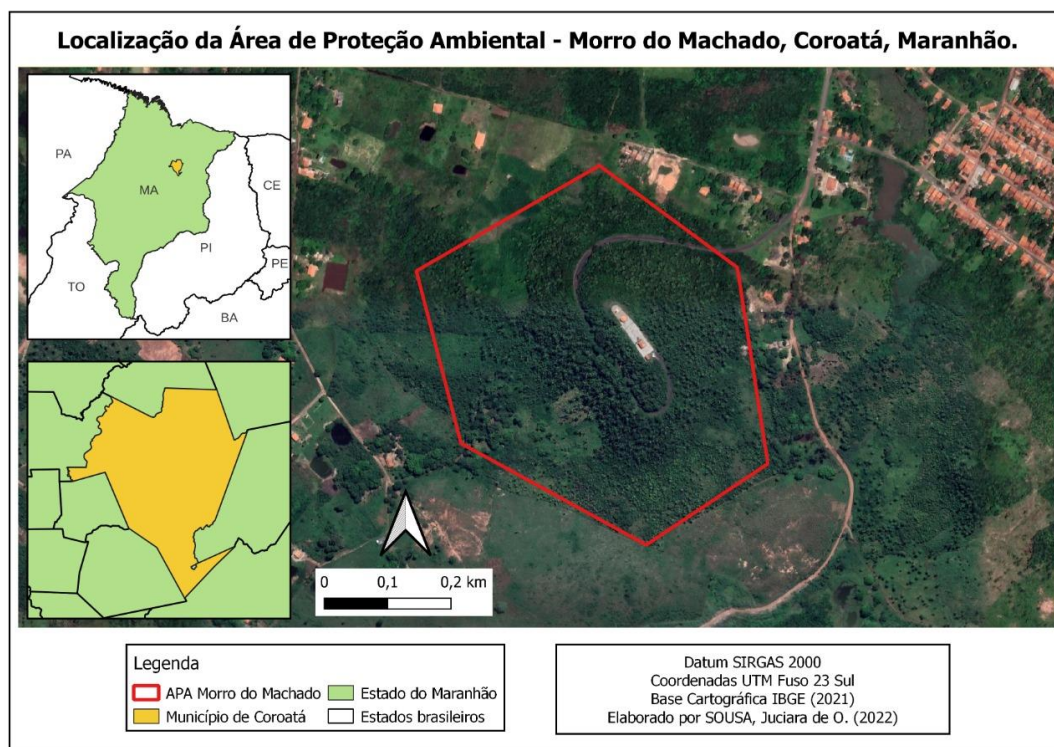 Localização da Área de Proteção Ambiental - Morro do Machado, Coroatá, Maranhão.
PA
MA
CE
PI
PE
TO
BA
0 0,1 0,2 km
Legenda
APA Morro do Machado
Estado do Maranhão
Município de Coroatá
Estados brasileiros
Datum SIRGAS 2000
Coordenadas UTM Fuso 23 Sul
Base Cartográfica IBGE (2021)
Elaborado por SOUSA, Juciara de O. (2022)